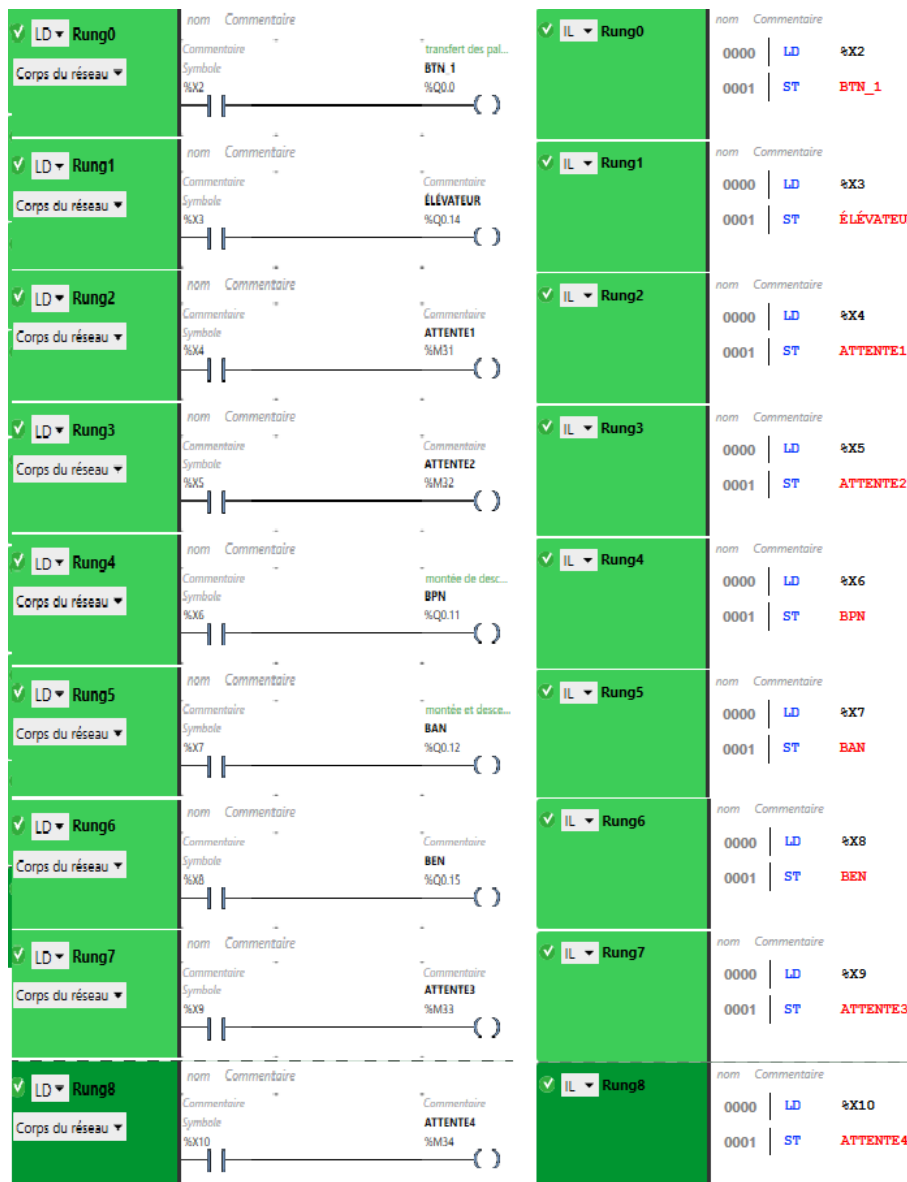 LD Rung0
Corps du réseau
nom Commentaire
Commentaire transfert des pal...
Symbole BTN_1
%X2 %Q0.0
IL Rung0
nom Commentaire
0000 LD %X2
0001 ST BTN_1
LD Rung1
Corps du réseau
nom Commentaire
Commentaire Commentaire
Symbole ÉLÉVATEUR
%X3 %Q0.14
IL Rung1
nom Commentaire
0000 LD %X3
0001 ST ÉLÉVATEU
LD Rung2
Corps du réseau
nom Commentaire
Commentaire Commentaire
Symbole ATTENTE1
%X4 %M31
IL Rung2
nom Commentaire
0000 LD %X4
0001 ST ATTENTE1
LD Rung3
Corps du réseau
nom Commentaire
Commentaire Commentaire
Symbole ATTENTE2
%X5 %M32
IL Rung3
nom Commentaire
0000 LD %X5
0001 ST ATTENTE2
LD Rung4
Corps du réseau
nom Commentaire
Commentaire montée de desc...
Symbole BPN
%X6 %Q0.11
IL Rung4
nom Commentaire
0000 LD %X6
0001 ST BPN
LD Rung5
Corps du réseau
nom Commentaire
Commentaire montée et desce...
Symbole BAN
%X7 %Q0.12
IL Rung5
nom Commentaire
0000 LD %X7
0001 ST BAN
LD Rung6
Corps du réseau
nom Commentaire
Commentaire Commentaire
Symbole BEN
%X8 %Q0.15
IL Rung6
nom Commentaire
0000 LD %X8
0001 ST BEN
LD Rung7
Corps du réseau
nom Commentaire
Commentaire Commentaire
Symbole ATTENTE3
%X9 %M33
IL Rung7
nom Commentaire
0000 LD %X9
0001 ST ATTENTE3
LD Rung8
Corps du réseau
nom Commentaire
Commentaire Commentaire
Symbole ATTENTE4
%X10 %M34
IL Rung8
nom Commentaire
0000 LD %X10
0001 ST ATTENTE4